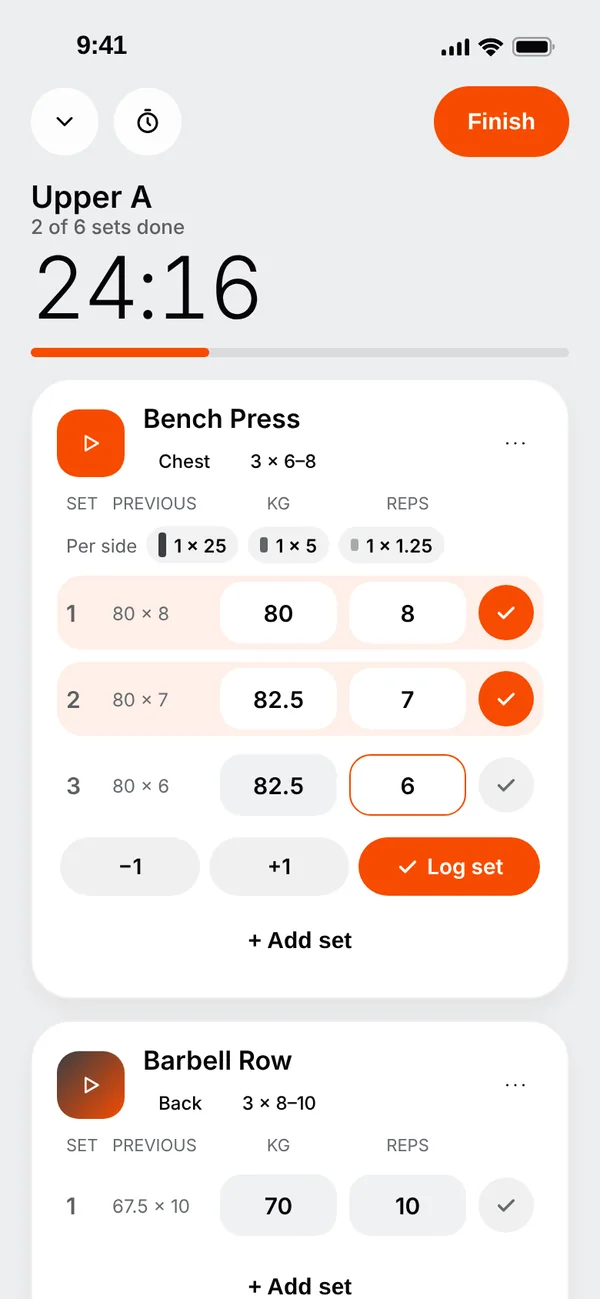 9:41
Finish
Upper A
2 of 6 sets done
24:16
Bench Press
Chest 3 × 6–8
...
SET PREVIOUS KG REPS
Per side 1 × 25 1 × 5 1 × 1.25
1 80 × 8 80 8
2 80 × 7 82.5 7
3 80 × 6 82.5 6
−1 +1 Log set
+ Add set
Barbell Row
Back 3 × 8–10
...
SET PREVIOUS KG REPS
1 67.5 × 10 70 10
+ Add set